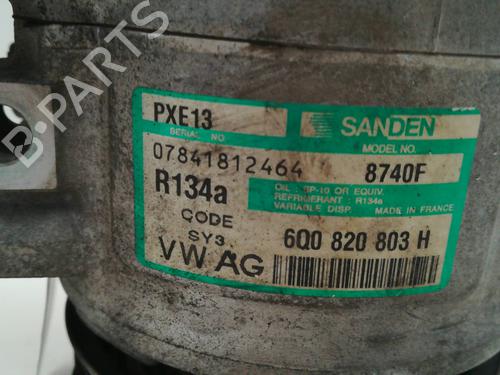 PXE13
SANDEN
SERIAL NO
MODEL NO.
07841812464
8740F
R134a
OIL : SP-10 OR EQUIV.
REFRIGERANT : R134a
VARIABLE DISP. MADE IN FRANCE
CODE
SY3
6Q0 820 803 H
VW AG